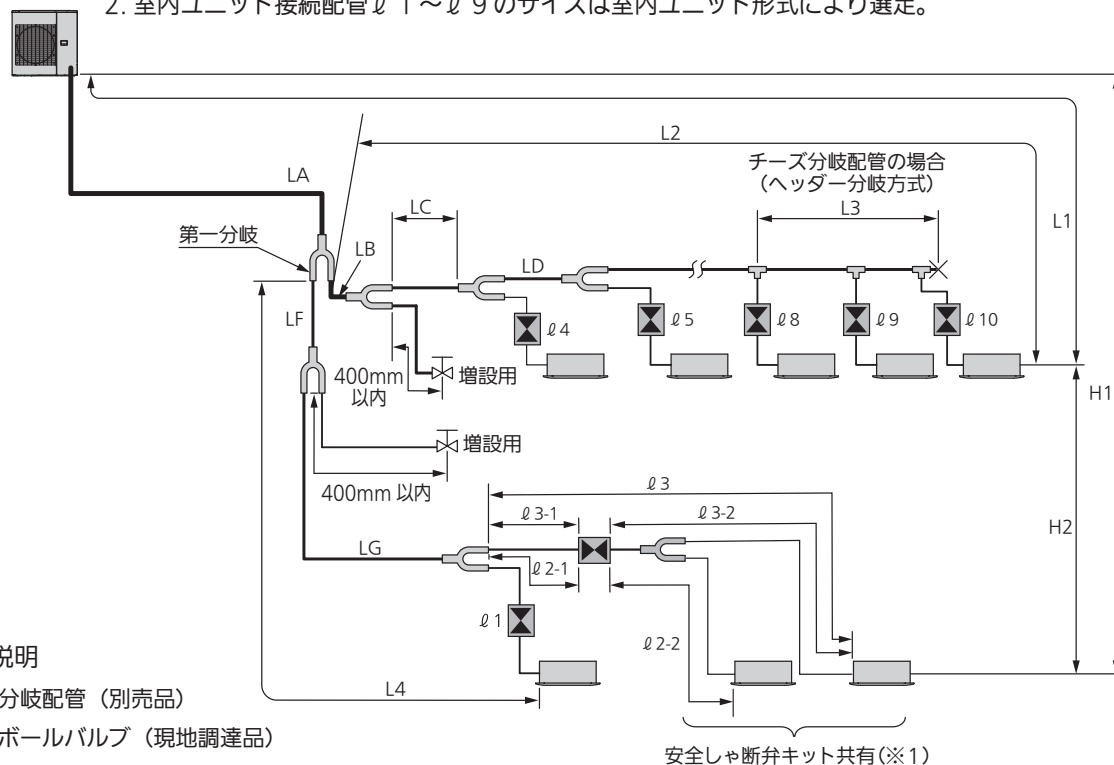 2. 室内ユニット接続配管ℓ1～ℓ9のサイズは室内ユニット形式により選定。
L2
チーズ分岐配管の場合
（ヘッダー分岐方式）
L3
L1
LA
LC
第一分岐
LB
LD
LF
ℓ4
ℓ5
ℓ8
ℓ9
ℓ10
400mm
以内
増設用
H1
増設用
400mm 以内
ℓ3
ℓ3-1
ℓ3-2
H2
LG
ℓ2-1
ℓ1
ℓ2-2
説明
L4
分岐配管（別売品）
ボールバルブ（現地調達品）
安全しゃ断弁キット共有(※1)